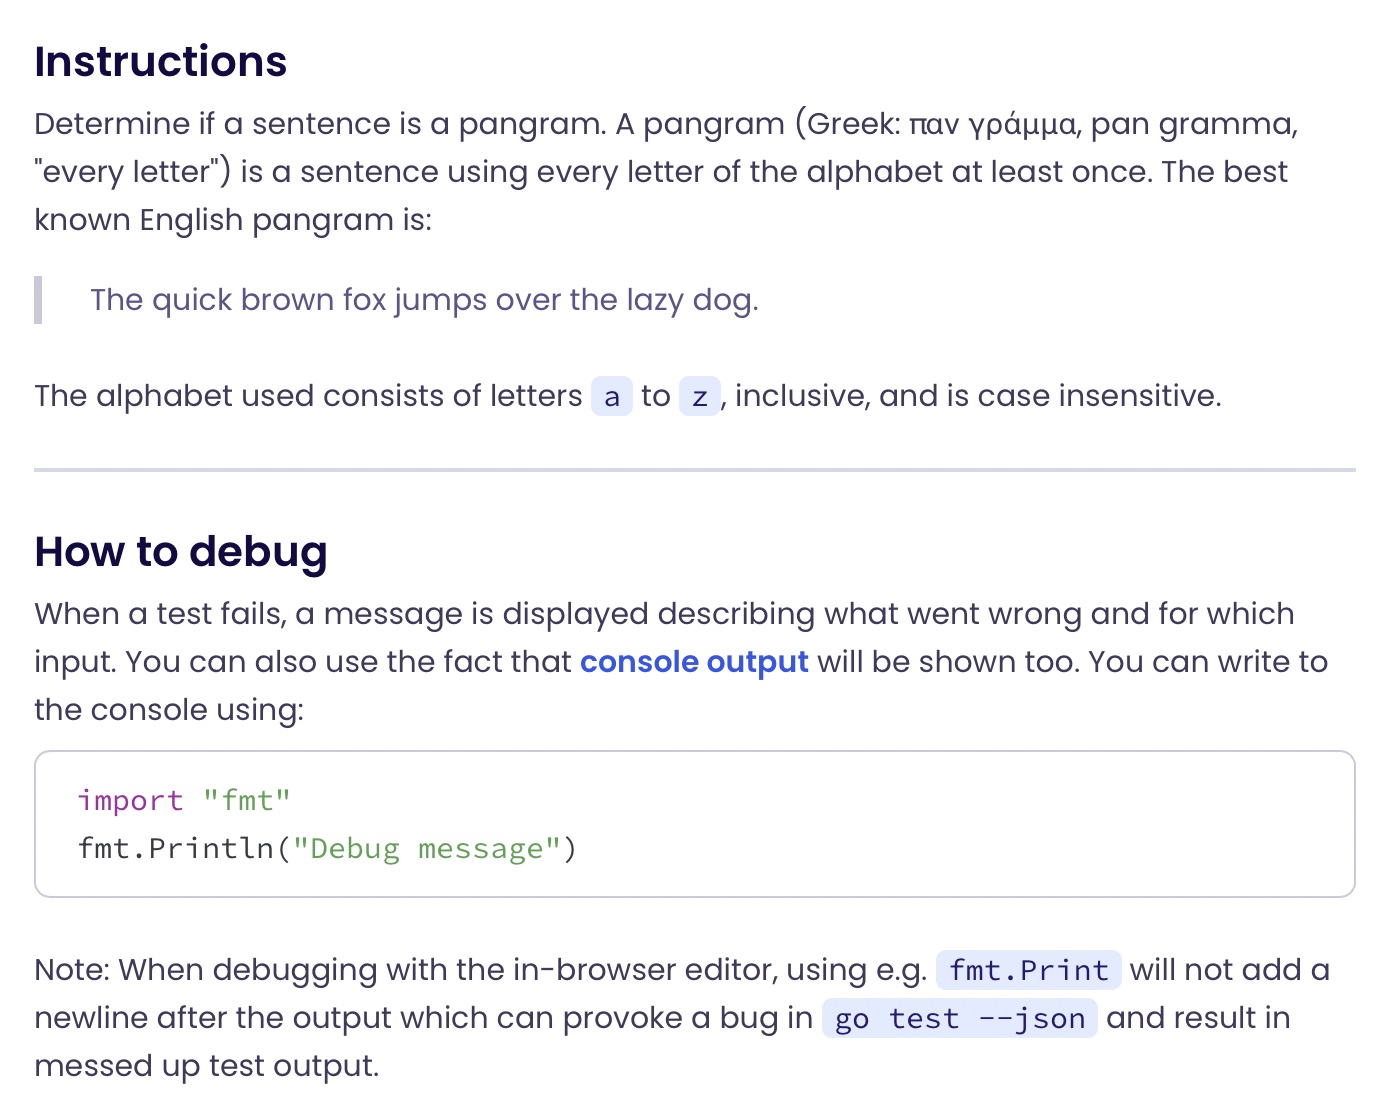 Instructions
Determine if a sentence is a pangram. A pangram (Greek: παν γράμμα, pan gramma,
"every letter") is a sentence using every letter of the alphabet at least once. The best
known English pangram is:
The quick brown fox jumps over the lazy dog.
The alphabet used consists of letters a to z, inclusive, and is case insensitive.
How to debug
When a test fails, a message is displayed describing what went wrong and for which
input. You can also use the fact that console output will be shown too. You can write to
the console using:
import "fmt"
fmt.Println("Debug message")
Note: When debugging with the in-browser editor, using e.g. fmt.Print will not add a
newline after the output which can provoke a bug in go test --json and result in
messed up test output.